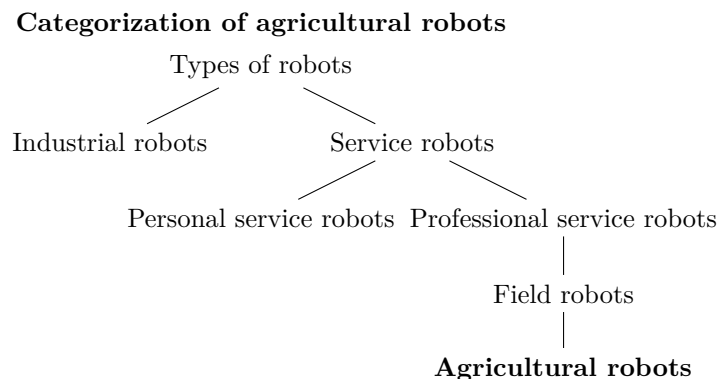 Categorization of agricultural robots
Types of robots
Industrial robots
Service robots
Personal service robots
Professional service robots
Field robots
Agricultural robots